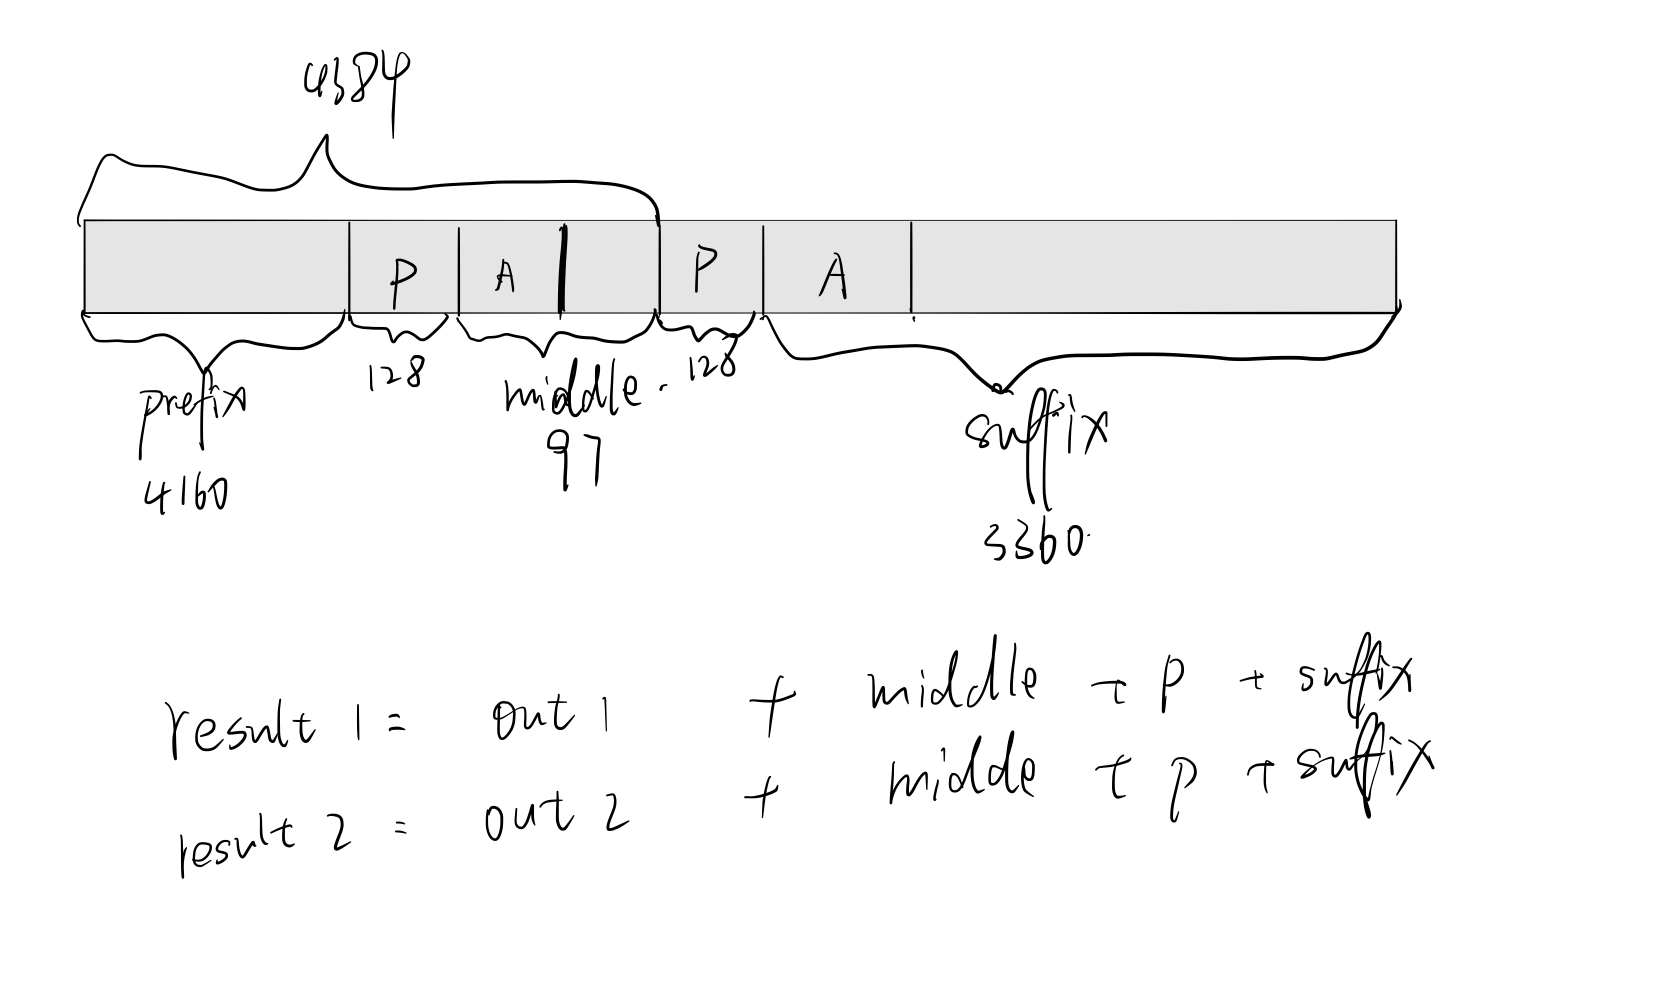 4384
P A P A
128 128
prefix middle. suffix
4160 97 3360.
result 1 = out 1 + middle + P + suffix
result 2 = out 2 + midde + P + suffix